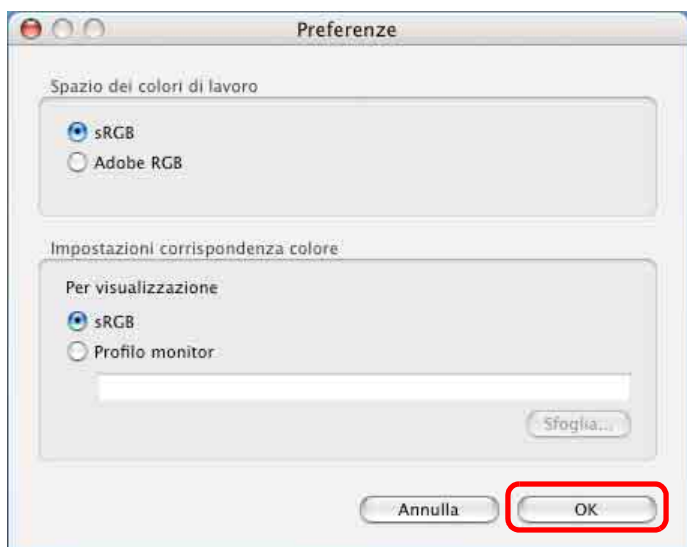 Preferenze
Spazio dei colori di lavoro
sRGB
Adobe RGB
Impostazioni corrispondenza colore
Per visualizzazione
sRGB
Profilo monitor
Sfoglia...
Annulla
OK